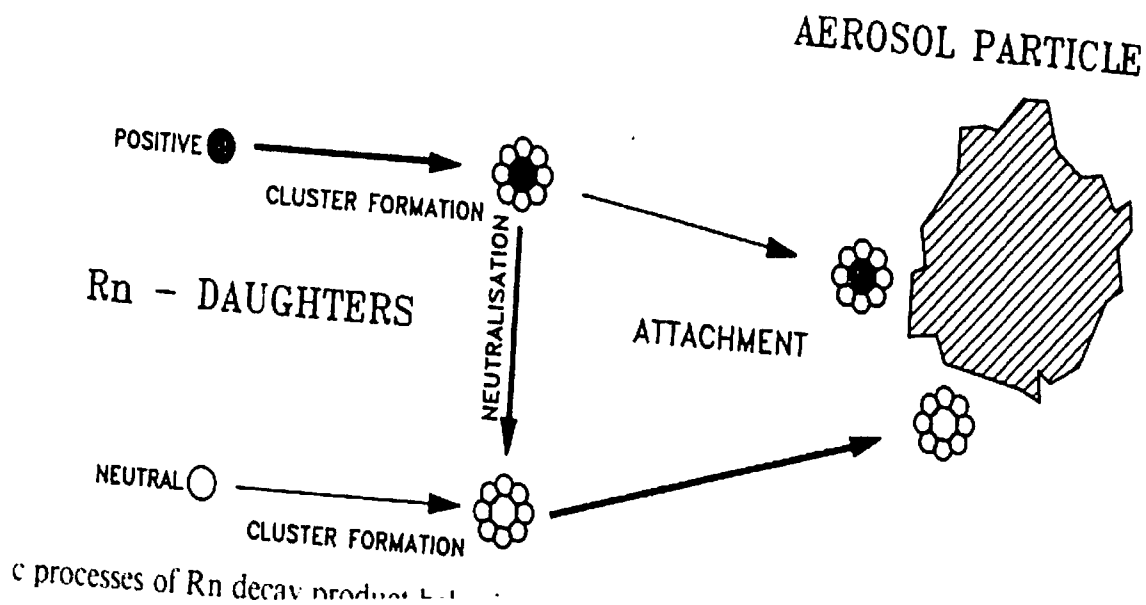 AEROSOL PARTICLE
POSITIVE
CLUSTER FORMATION
NEUTRALISATION
Rn - DAUGHTERS
ATTACHMENT
NEUTRAL
CLUSTER FORMATION
c processes of Rn decay product